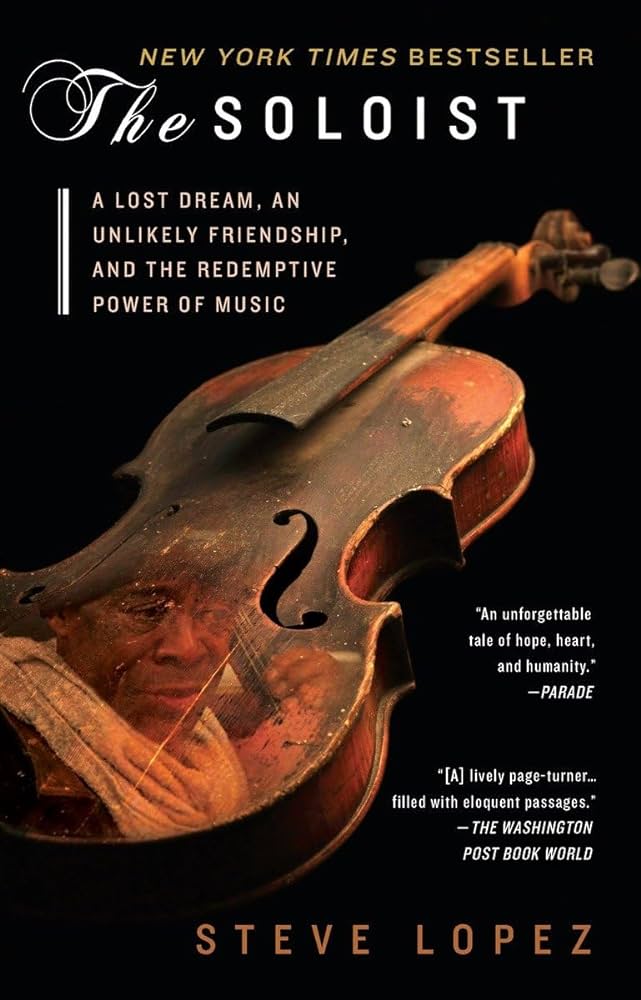 NEW YORK TIMES BESTSELLER
The SOLOIST
A LOST DREAM, AN
UNLIKELY FRIENDSHIP,
AND THE REDEMPTIVE
POWER OF MUSIC
"An unforgettable
tale of hope, heart,
and humanity."
—PARADE
"[A] lively page-turner...
filled with eloquent passages."
—THE WASHINGTON
POST BOOK WORLD
STEVE LOPEZ